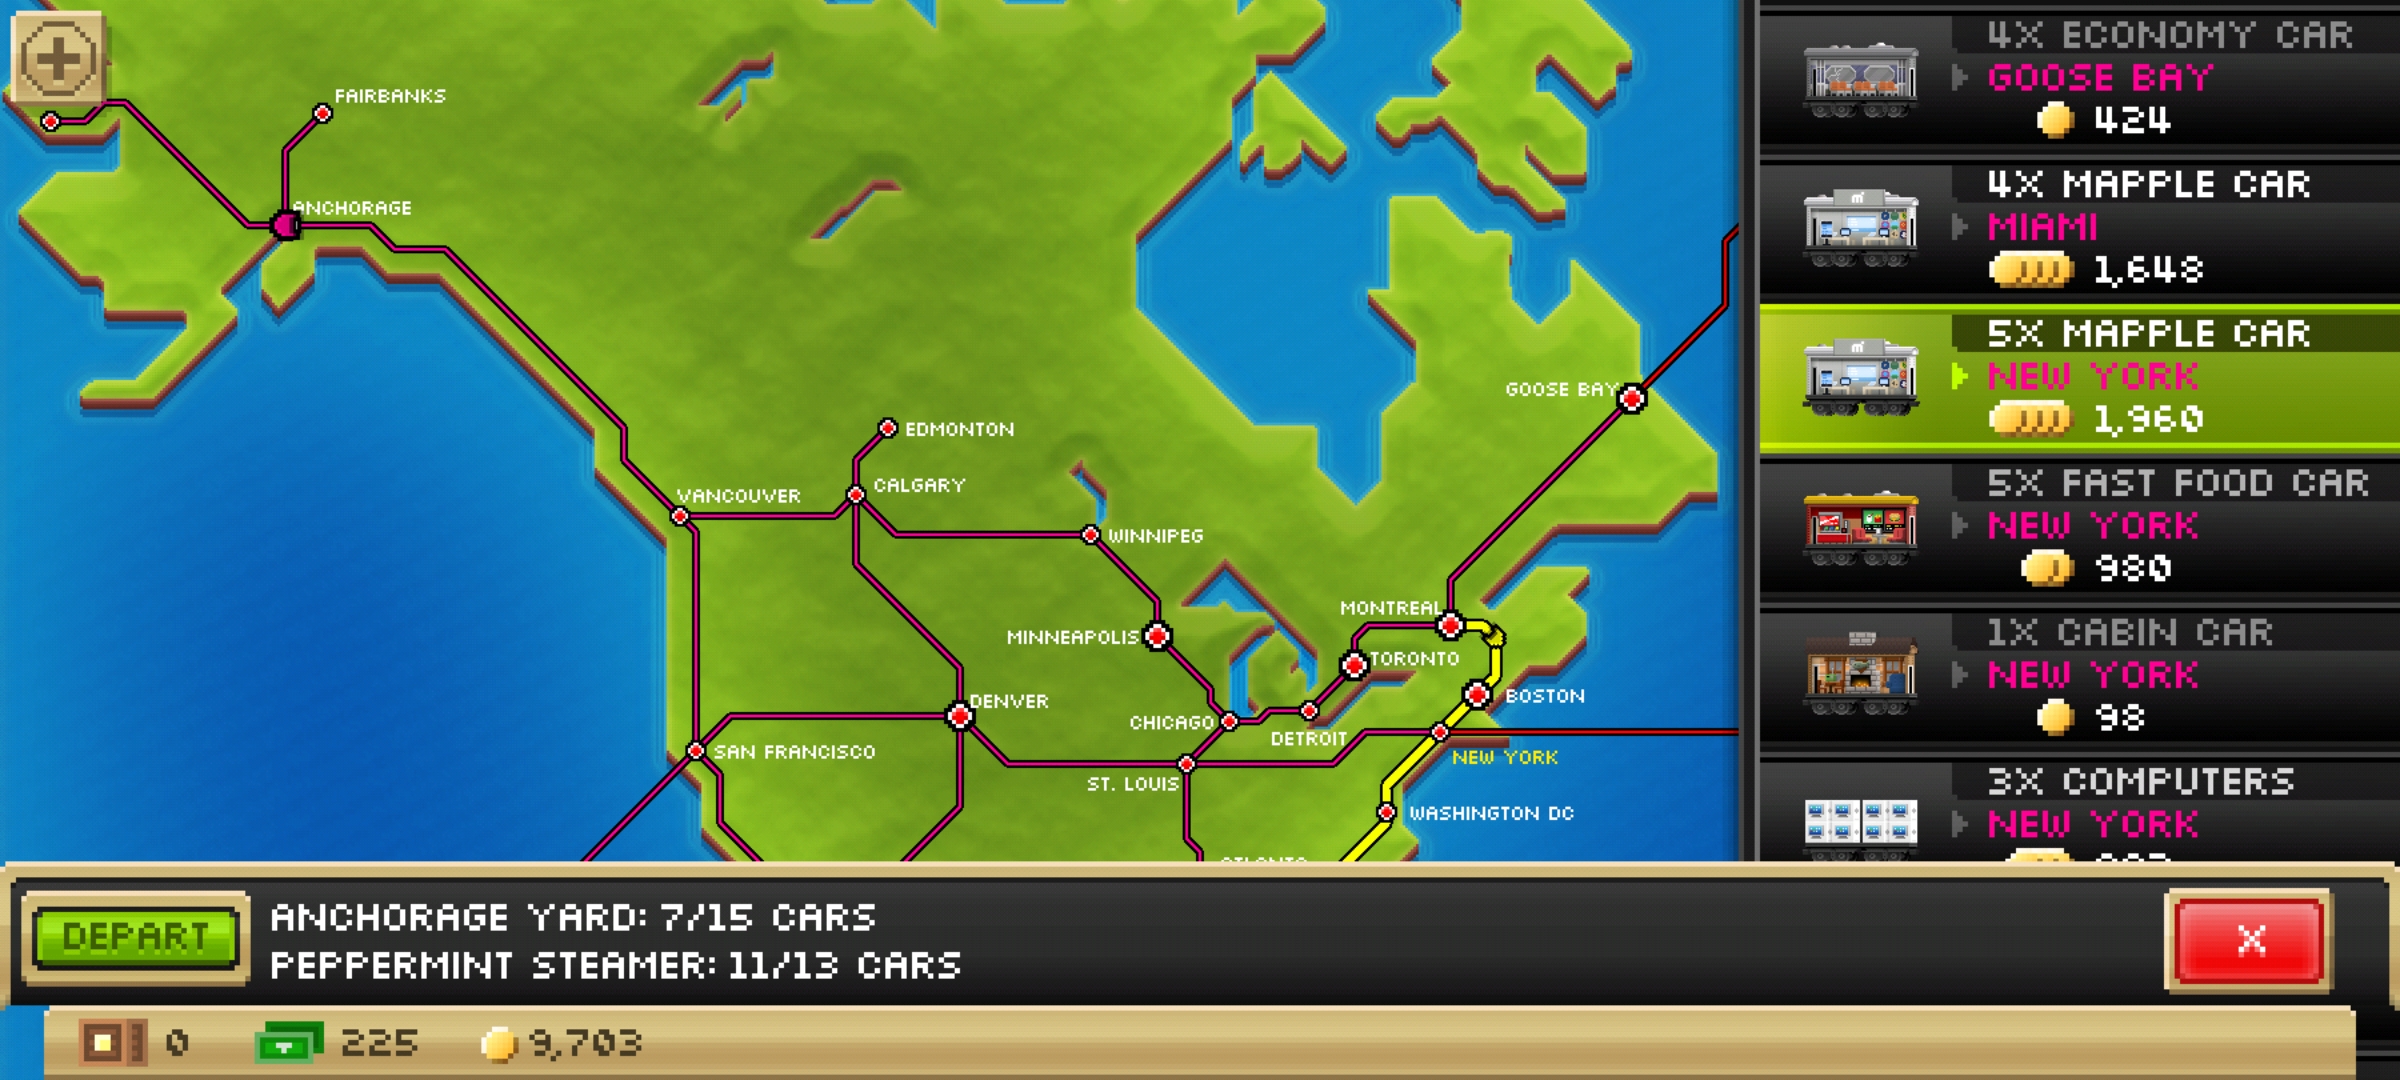 FAIRBANKS
ANCHORAGE
EDMONTON
CALGARY
VANCOUVER
WINNIPEG
MINNEAPOLIS
DENVER
SAN FRANCISCO
CHICAGO
ST. LOUIS
DETROIT
TORONTO
MONTREAL
GOOSE BAY
BOSTON
NEW YORK
WASHINGTON DC
4X ECONOMY CAR
GOOSE BAY
424
4X MAPPLE CAR
MIAMI
1,648
5X MAPPLE CAR
NEW YORK
1,960
5X FAST FOOD CAR
NEW YORK
980
1X CABIN CAR
NEW YORK
98
3X COMPUTERS
NEW YORK
DEPART
ANCHORAGE YARD: 7/15 CARS
PEPPERMINT STEAMER: 11/13 CARS
X
0
225
9,703